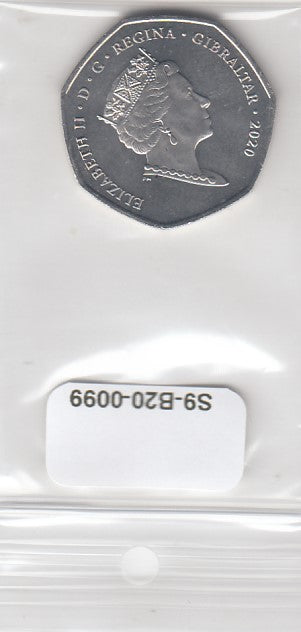 ELIZABETH II · D · G · REGINA · GIBRALTAR · 2020
S9-B20-0099